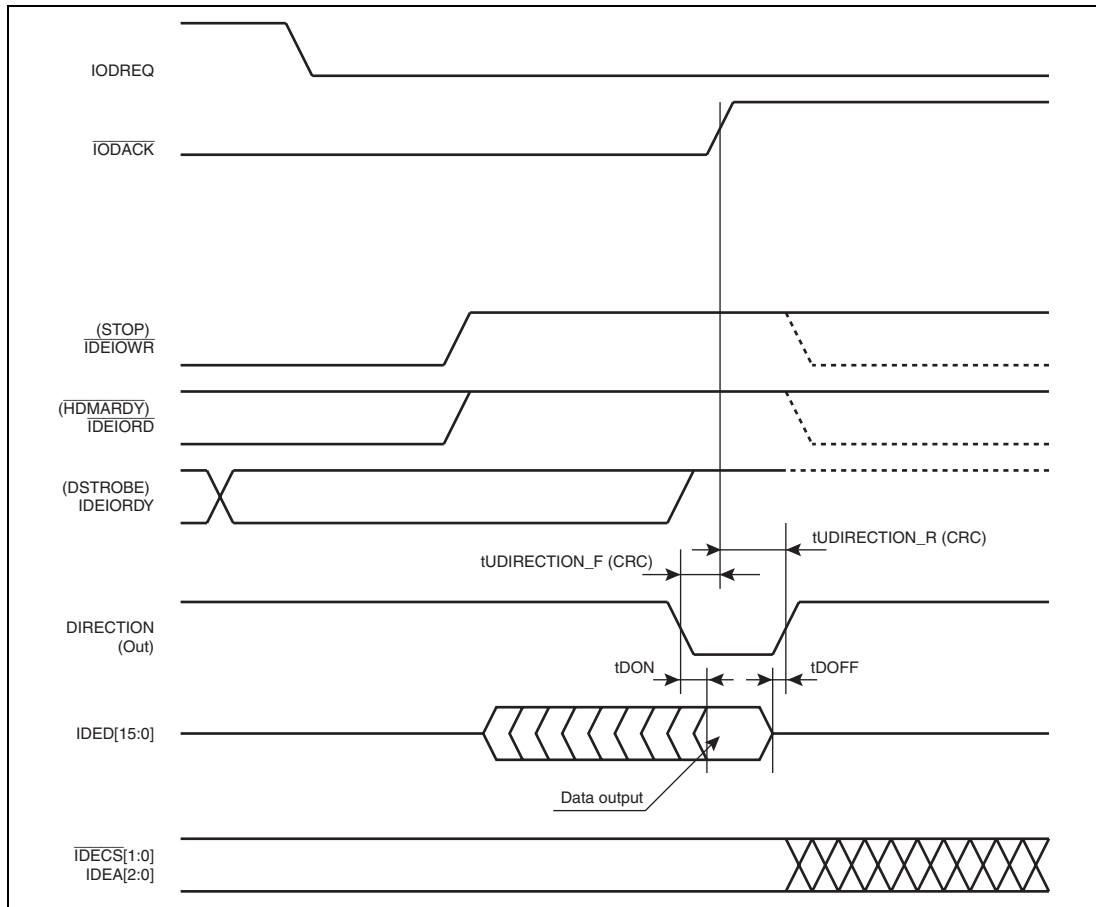 IODREQ
IODACK
(STOP)
IDEIOWR
(HDMARDY)
IDEIORD
(DSTROBE)
IDEIORDY
tUDIRECTION_R (CRC)
tUDIRECTION_F (CRC)
DIRECTION
(Out)
tDON
tDOFF
IDED[15:0]
Data output
IDECS[1:0]
IDEA[2:0]